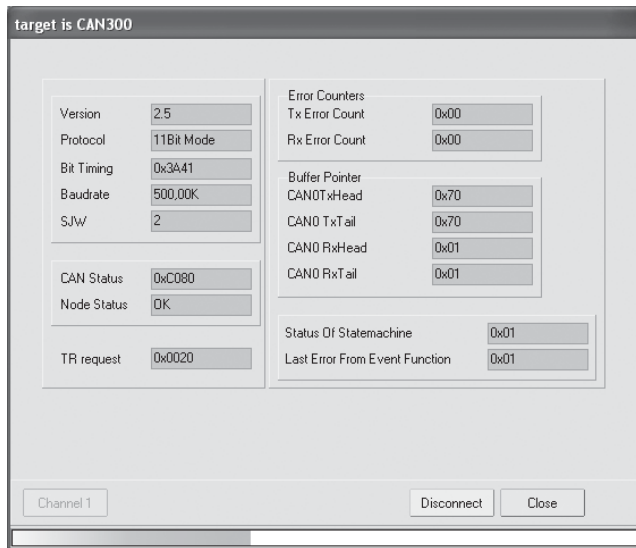 target is CAN300
Version 2.5
Protocol 11Bit Mode
Bit Timing 0x3A41
Baudrate 500,00K
SJW 2
CAN Status 0xC080
Node Status OK
TR request 0x0020
Error Counters
Tx Error Count 0x00
Rx Error Count 0x00
Buffer Pointer
CAN0TxHead 0x70
CAN0 TxTail 0x70
CAN0 RxHead 0x01
CAN0 RxTail 0x01
Status Of Statemachine 0x01
Last Error From Event Function 0x01
Channel 1 Disconnect Close